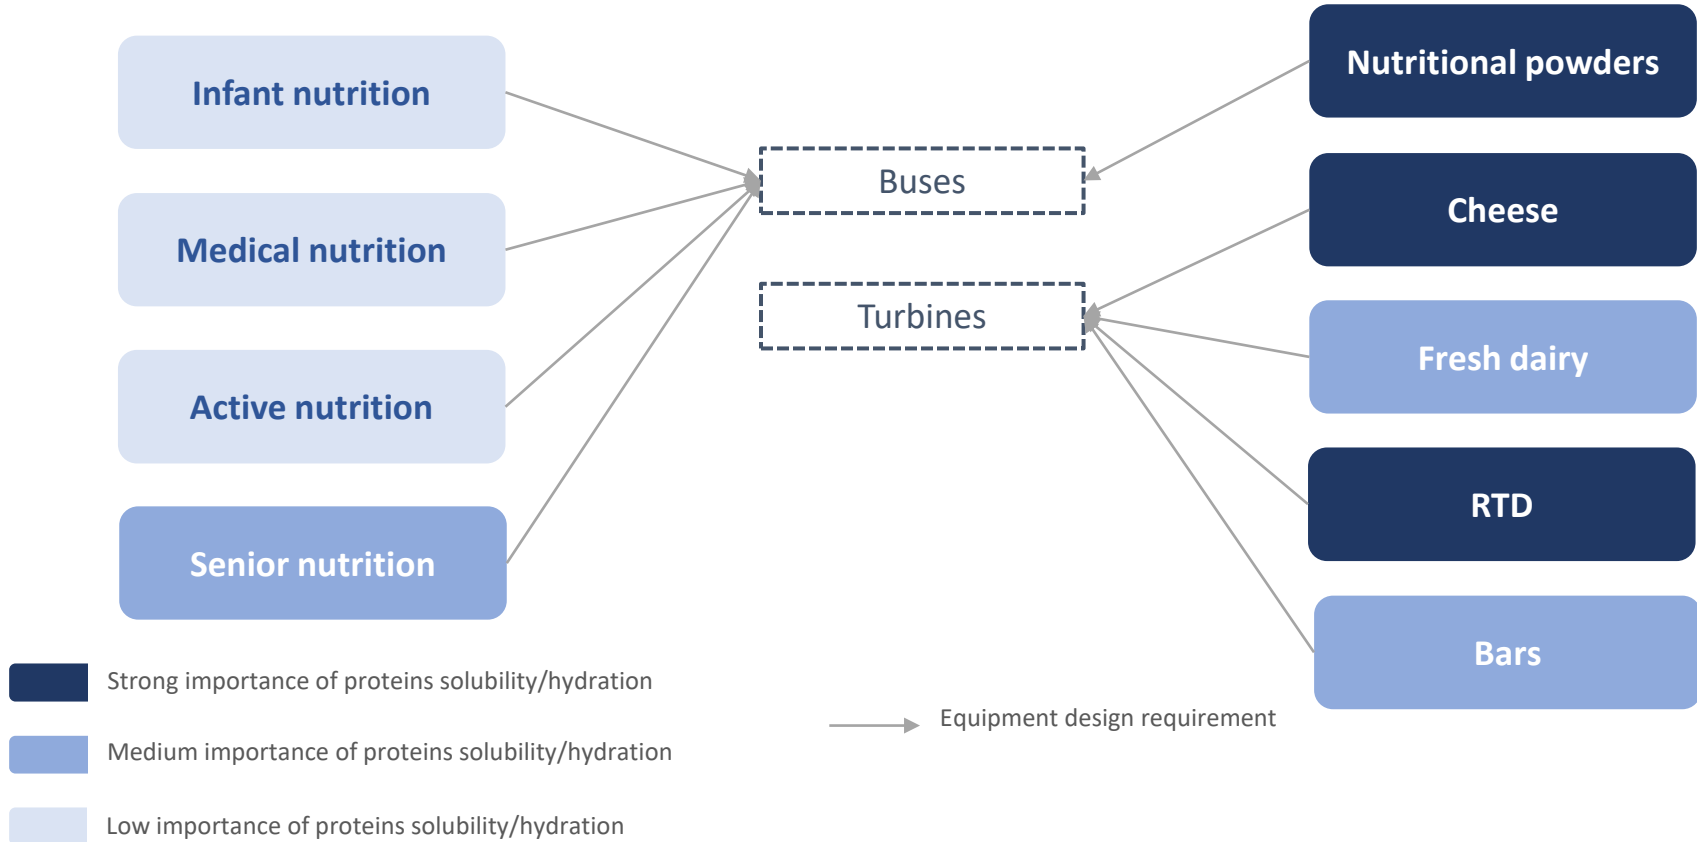 Infant nutrition
Medical nutrition
Active nutrition
Senior nutrition
Buses
Turbines
Nutritional powders
Cheese
Fresh dairy
RTD
Bars
Strong importance of proteins solubility/hydration
Medium importance of proteins solubility/hydration
Low importance of proteins solubility/hydration
Equipment design requirement